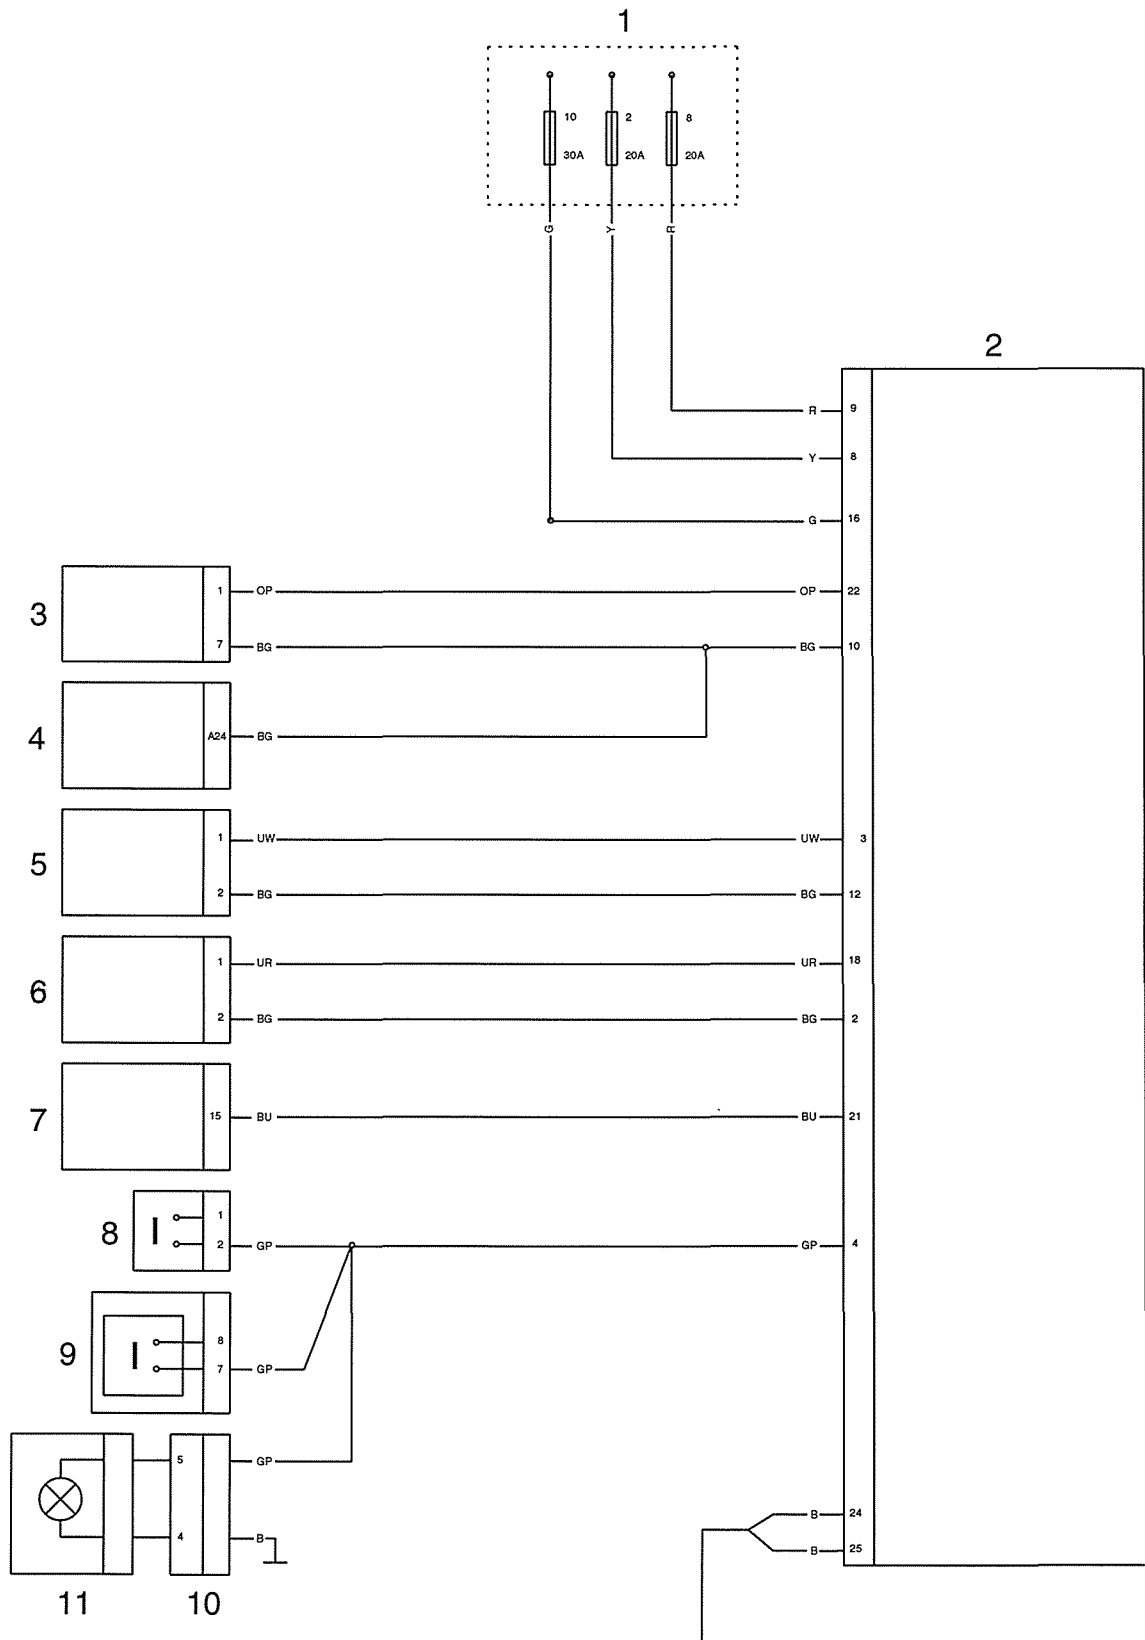 1
10 2 8
30A 20A 20A
G Y R
2
R 9
Y 8
G 16
3 1 OP OP 22
7 BG BG 10
4 A24 BG
5 1 UW UW 3
2 BG BG 12
6 1 UR UR 18
2 BG BG 2
7 15 BU BU 21
8 1
2 GP GP 4
9 8
7 GP
5 GP
4 B
B 24
B 25
11 10